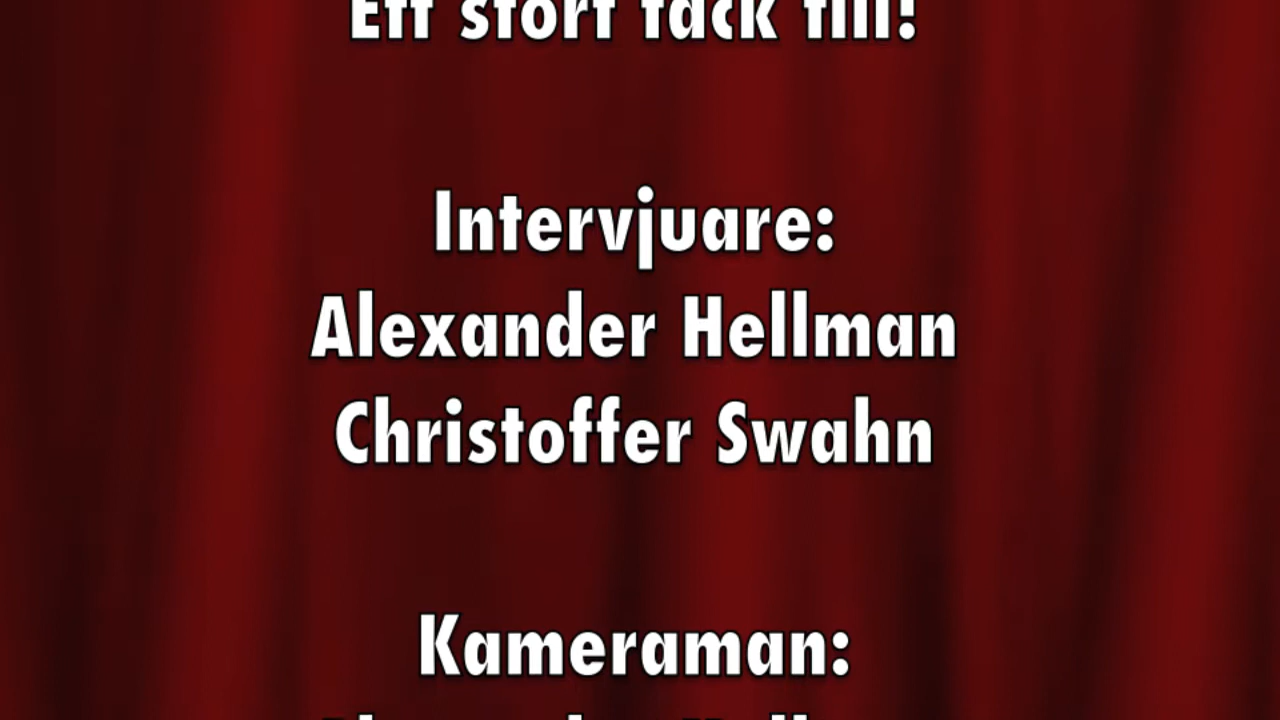 Ett stort tack till!
Intervjuare:
Alexander Hellman
Christoffer Swahn
Kameraman: